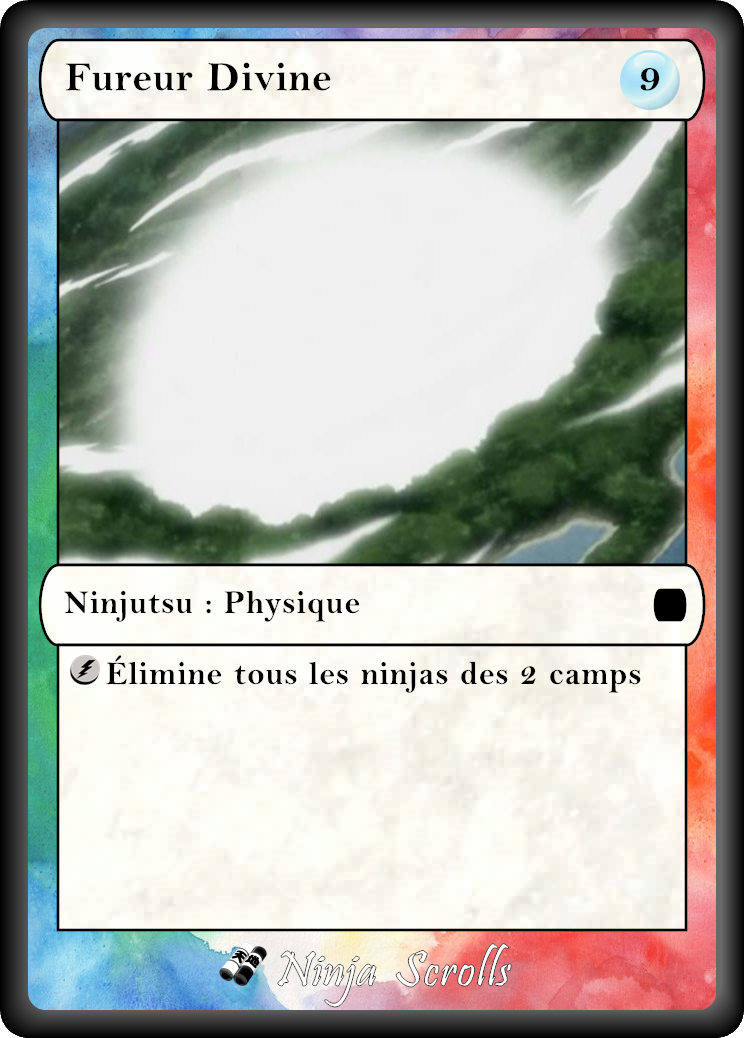 Fureur Divine
9
Ninjutsu : Physique
Élimine tous les ninjas des 2 camps
Ninja Scrolls